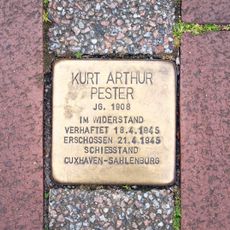 KURT ARTHUR
PESTER
JG. 1908
IM WIDERSTAND
VERHAFTET 18.4.1945
ERSCHOSSEN 21.4.1945
SCHIESSTAND
CUXHAVEN-SAHLENBURG